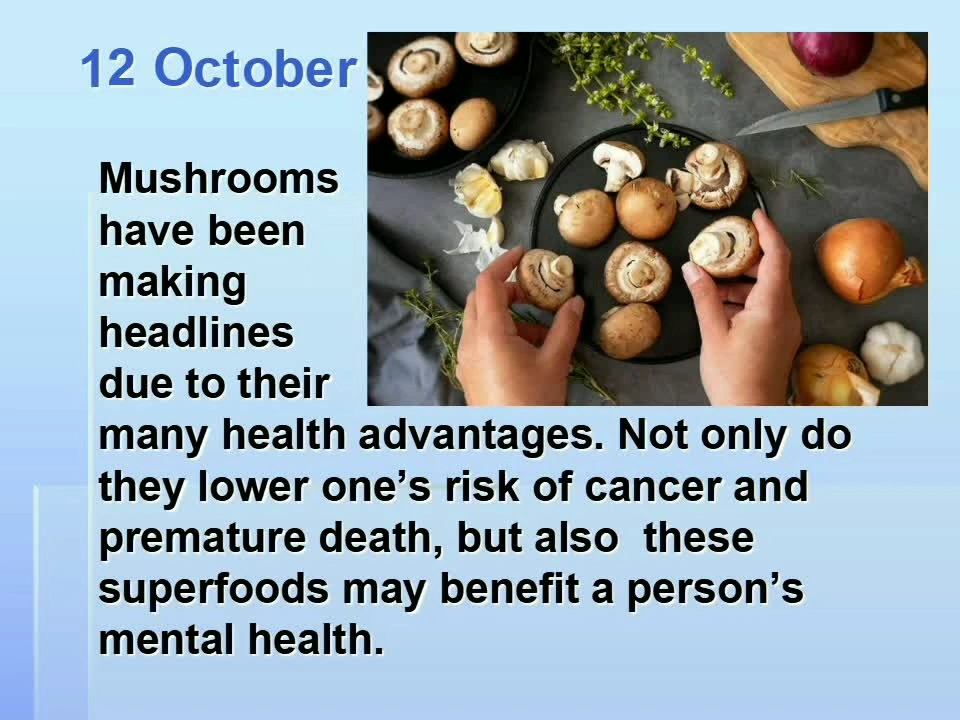 12 October
Mushrooms
have been
making
headlines
due to their
many health advantages. Not only do
they lower one’s risk of cancer and
premature death, but also  these
superfoods may benefit a person’s
mental health.